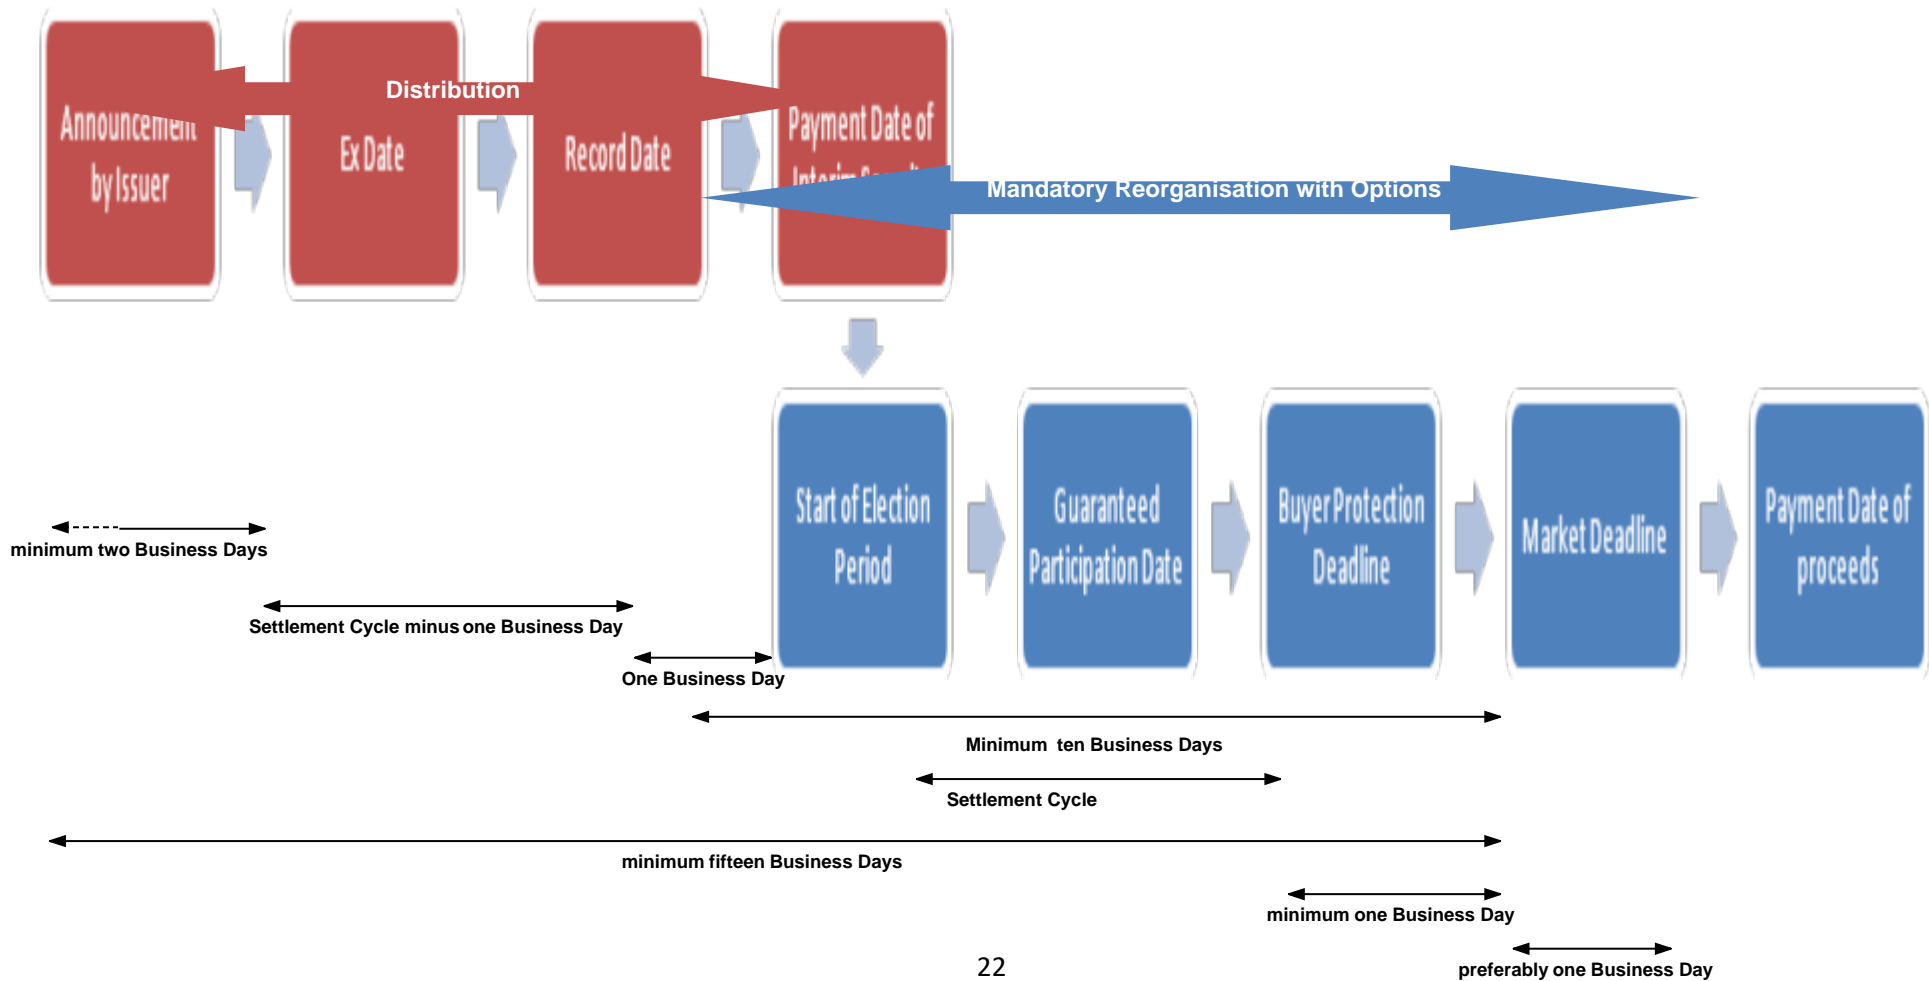 Distribution
Announcement
by Issuer
Ex Date
Record Date
Payment Date of
Interim
Mandatory Reorganisation with Options
Start of Election
Period
Guaranteed
Participation Date
Buyer Protection
Deadline
Market Deadline
Payment Date of
proceeds
minimum two Business Days
Settlement Cycle minus one Business Day
One Business Day
Minimum ten Business Days
Settlement Cycle
minimum fifteen Business Days
minimum one Business Day
preferably one Business Day
22